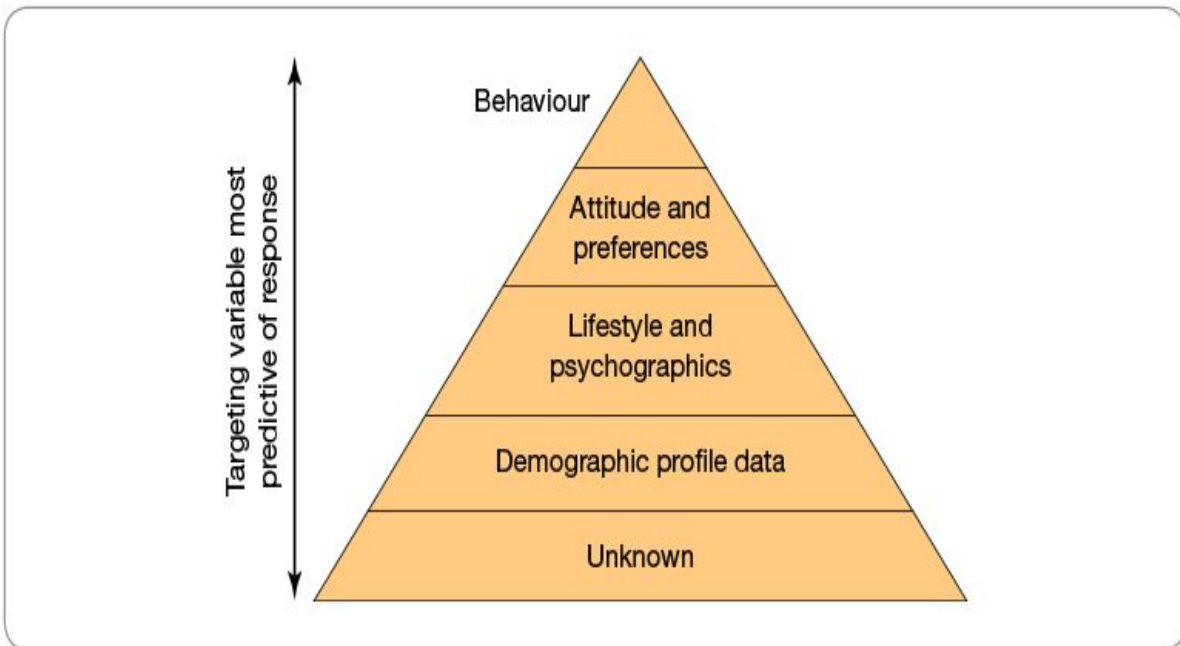 Targeting variable most
predictive of response
Behaviour
Attitude and
preferences
Lifestyle and
psychographics
Demographic profile data
Unknown